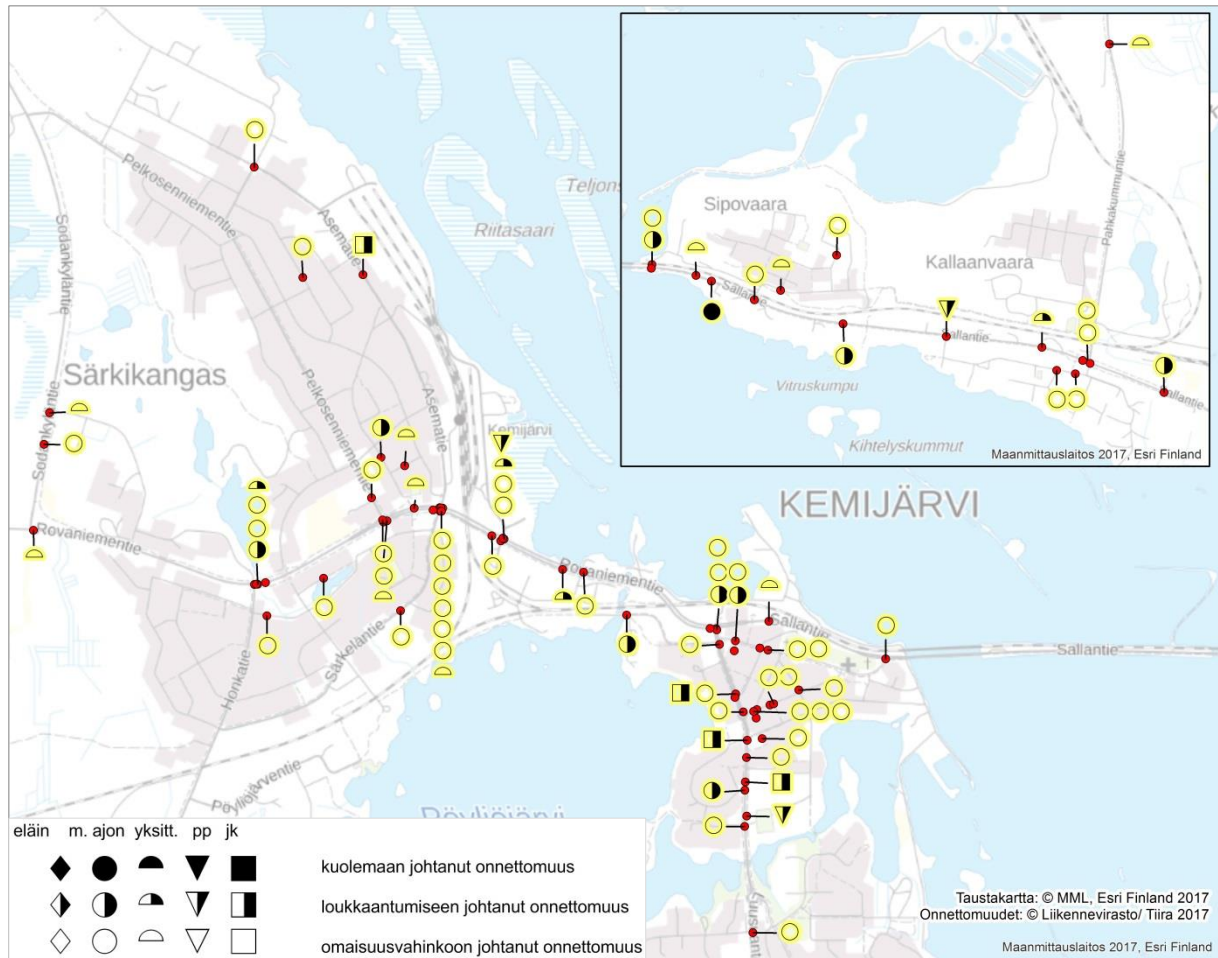 Sipovaara
Kallaanvaara
Pahkakummuntie
Sallantie
Sallantie
Sallantie
Vitruskumpu
Kihtelyskummut
Maanmittauslaitos 2017, Esri Finland
Pelkosenniementie
Asematie
Riitasaari
Teljons
Sodankyläntie
Särkikangas
Pelkosenniementie
Asematie
Kemijärvi
Sodankyläntie
KEMIJÄRVI
Rovaniementie
Rovaniementie
Sallantie
Sallantie
Särkeläntie
Honkatie
Pöyliöjärventie
Pöyliöjärvi
eläin m. ajon yksitt. pp jk
kuolemaan johtanut onnettomuus
loukkaantumiseen johtanut onnettomuus
omaisuusvahinkoon johtanut onnettomuus
Taustakartta: © MML, Esri Finland 2017
Onnettomuudet: © Liikennevirasto/ Tiira 2017
Maanmittauslaitos 2017, Esri Finland